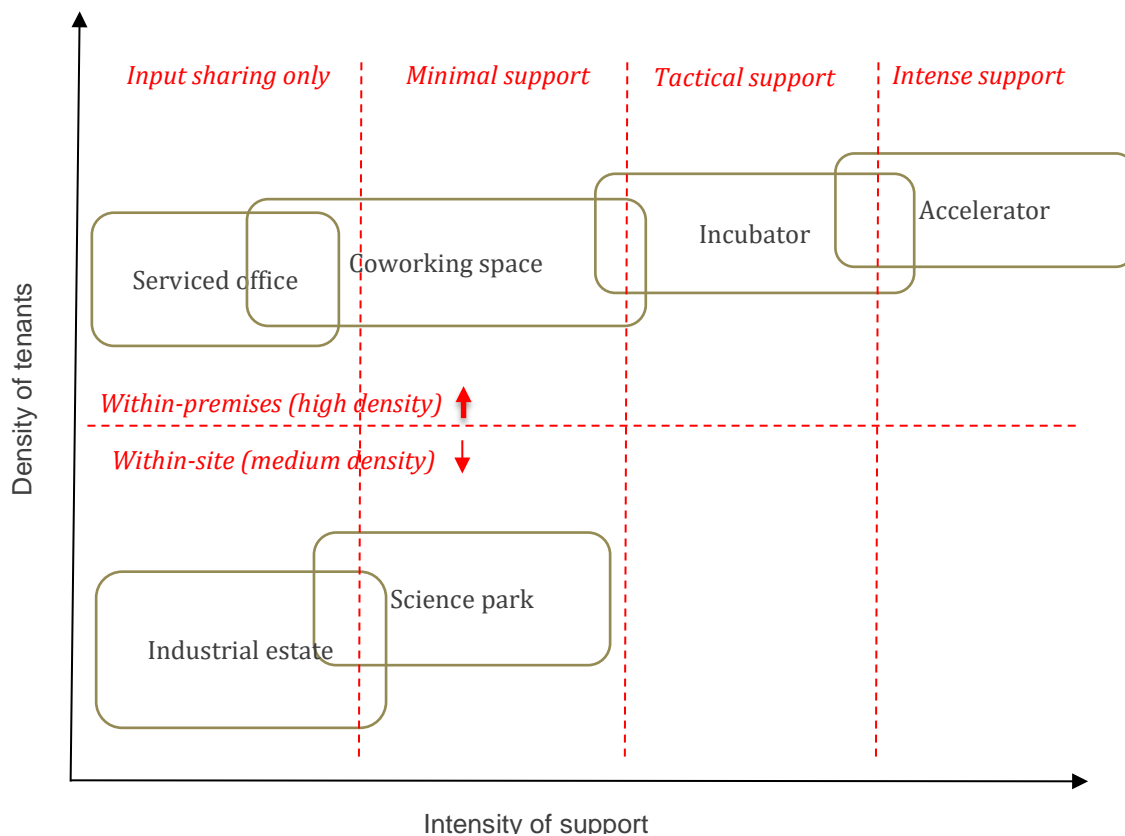 Input sharing only
Minimal support
Tactical support
Intense support
Accelerator
Incubator
Coworking space
Serviced office
Density of tenants
Within-premises (high density)
Within-site (medium density)
Science park
Industrial estate
Intensity of support